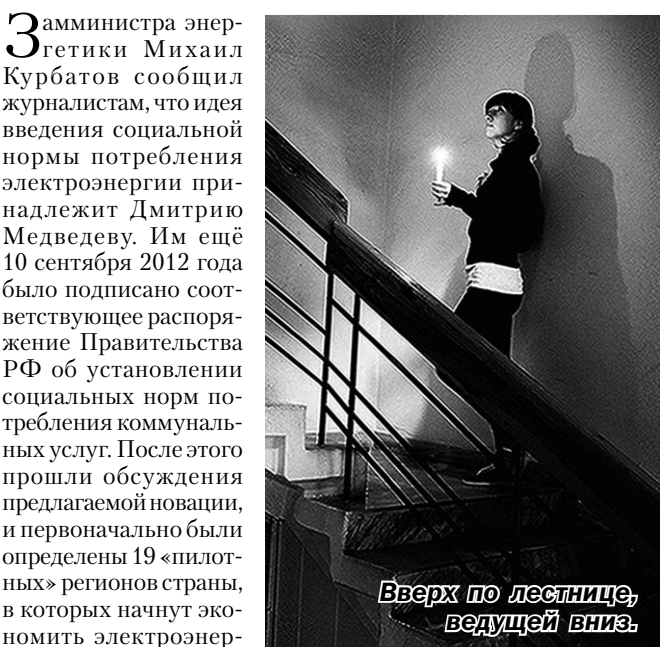 Замминистра энер-
гетики Михаил
Курбатов сообщил
журналистам, что идея
введения социальной
нормы потребления
электроэнергии при-
надлежит Дмитрию
Медведеву. Им ещё
10 сентября 2012 года
было подписано соот-
ветствующее распоря-
жение Правительства
РФ об установлении
социальных норм по-
требления коммуналь-
ных услуг. После этого
прошли обсуждения
предлагаемой новации,
и первоначально были
определены 19 «пилот-
ных» регионов страны,
в которых начнут эко-
номить электроэнер-
Вверх по лестнице,
ведущей вниз.